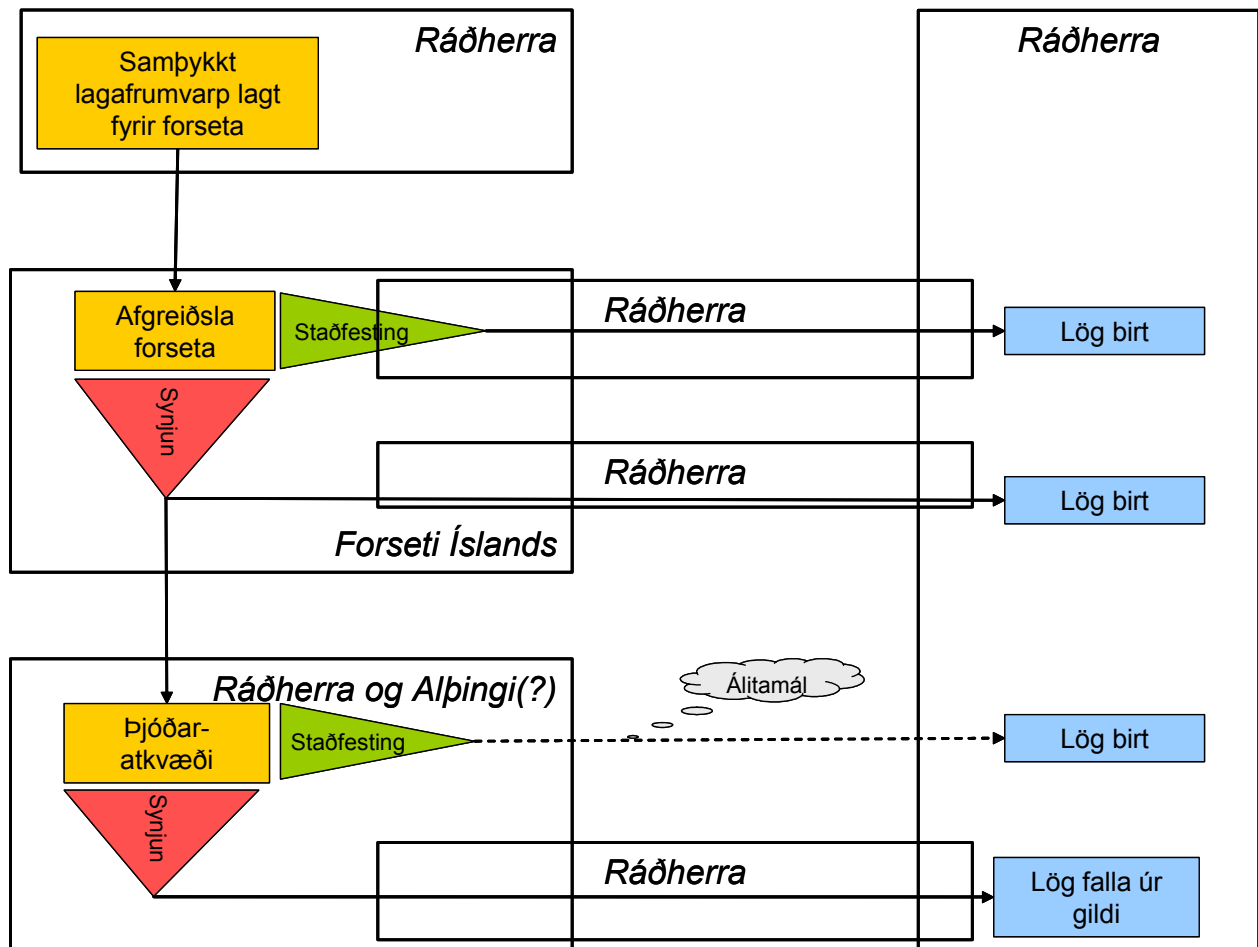 Ráðherra
Samþykkt
lagafrumvarp lagt
fyrir forseta
Ráðherra
Afgreiðsla
forseta
Staðfesting
Ráðherra
Lög birt
Synjun
Ráðherra
Lög birt
Forseti Íslands
Ráðherra og Alþingi(?)
Álitamál
Þjóðar-
atkvæði
Staðfesting
Lög birt
Synjun
Ráðherra
Lög falla úr
gildi